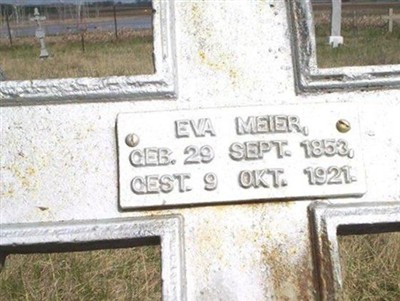 EVA MEIER,
GEB. 29 SEPT. 1853,
GEST. 9 OKT. 1921.